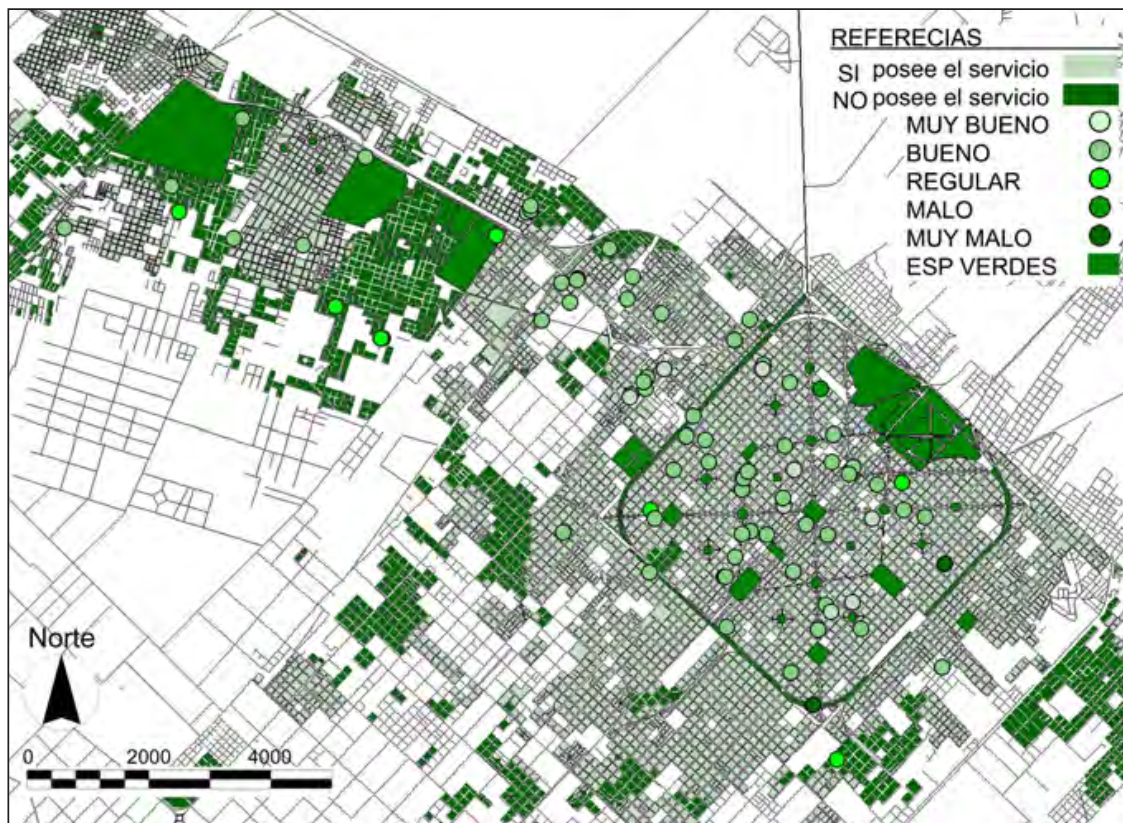 REFERECIAS
SI posee el servicio
NO posee el servicio
MUY BUENO
BUENO
REGULAR
MALO
MUY MALO
ESP VERDES
Norte
0 2000 4000